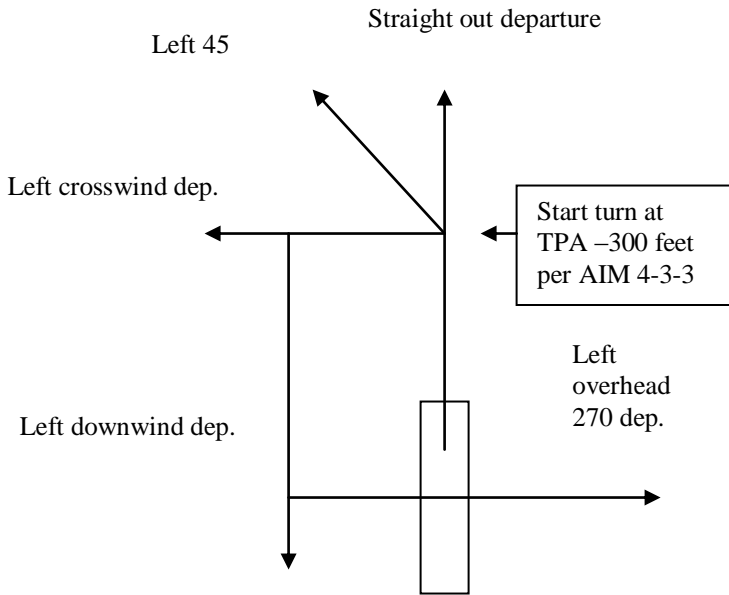 Straight out departure
Left 45
Left crosswind dep.
Start turn at
TPA –300 feet
per AIM 4-3-3
Left
overhead
270 dep.
Left downwind dep.